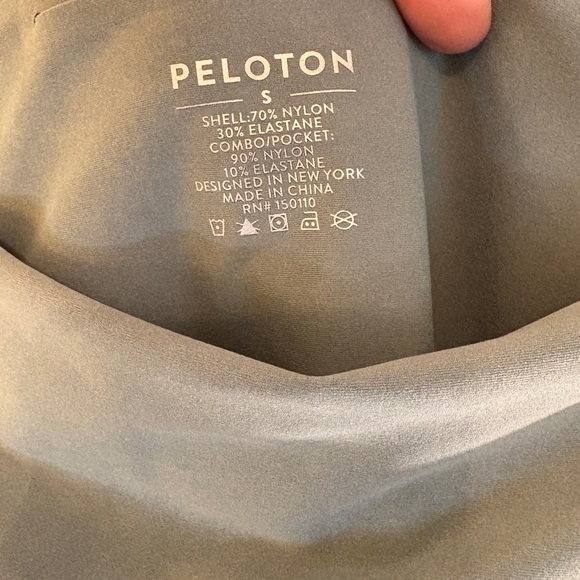 PELOTON
S
SHELL:70% NYLON
30% ELASTANE
COMBO/POCKET:
90% NYLON
10% ELASTANE
DESIGNED IN NEW YORK
MADE IN CHINA
RN# 150110